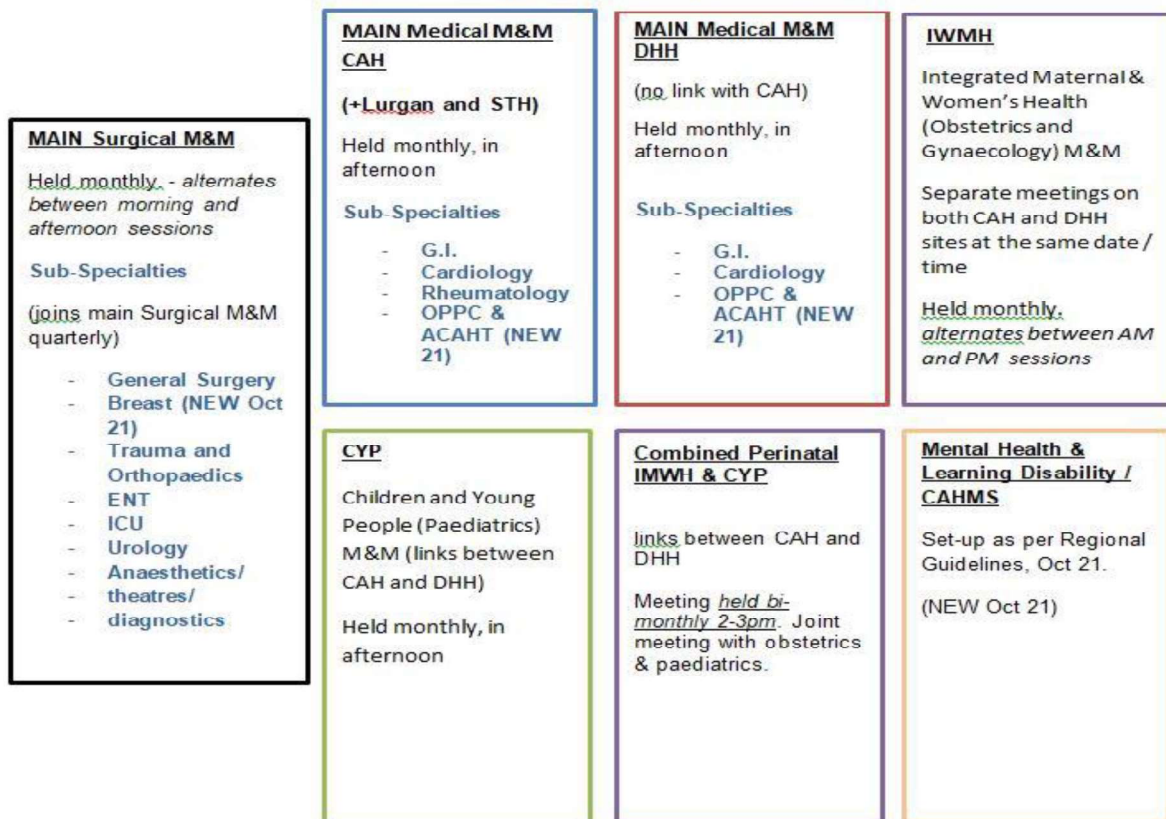 MAIN Surgical M&M
Held monthly. - alternates
between morning and
afternoon sessions
Sub-Specialties
(joins main Surgical M&M
quarterly)
- General Surgery
- Breast (NEW Oct
21)
- Trauma and
Orthopaedics
- ENT
- ICU
- Urology
- Anaesthetics/
- theatres/
- diagnostics
MAIN Medical M&M
CAH
(+Lurgan and STH)
Held monthly, in
afternoon
Sub-Specialties
- G.I.
- Cardiology
- Rheumatology
- OPPC &
ACAHT (NEW
21)
MAIN Medical M&M
DHH
(no link with CAH)
Held monthly, in
afternoon
Sub-Specialties
- G.I.
- Cardiology
- OPPC &
ACAHT (NEW
21)
IWMH
Integrated Maternal &
Women's Health
(Obstetrics and
Gynaecology) M&M
Separate meetings on
both CAH and DHH
sites at the same date /
time
Held monthly.
alternates between AM
and PM sessions
CYP
Children and Young
People (Paediatrics)
M&M (links between
CAH and DHH)
Held monthly, in
afternoon
Combined Perinatal
IMWH & CYP
links between CAH and
DHH
Meeting held bi-
monthly 2-3pm. Joint
meeting with obstetrics
& paediatrics.
Mental Health &
Learning Disability /
CAHMS
Set-up as per Regional
Guidelines, Oct 21.
(NEW Oct 21)